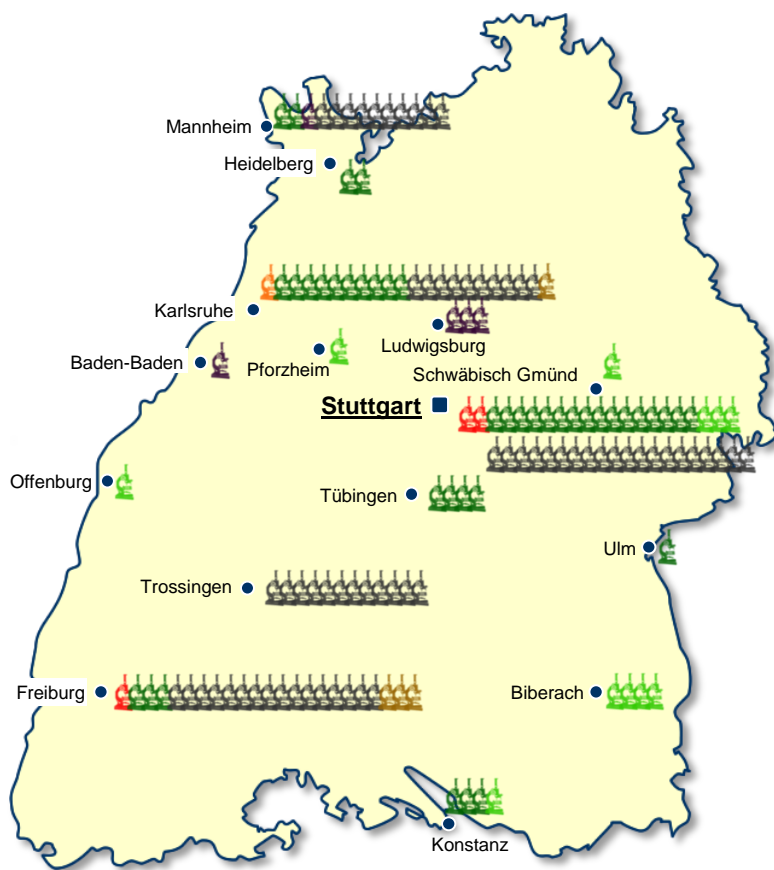 Mannheim
Heidelberg
Karlsruhe
Ludwigsburg
Baden-Baden
Pforzheim
Schwäbisch Gmünd
Stuttgart
Offenburg
Tübingen
Ulm
Trossingen
Freiburg
Biberach
Konstanz